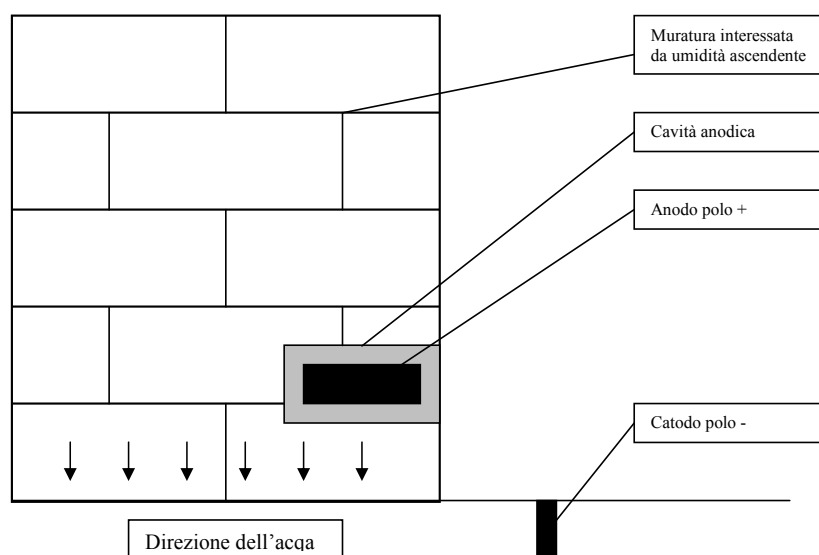 Muratura interessata
da umidità ascendente
Cavità anodica
Anodo polo +
Catodo polo -
Direzione dell'acqa